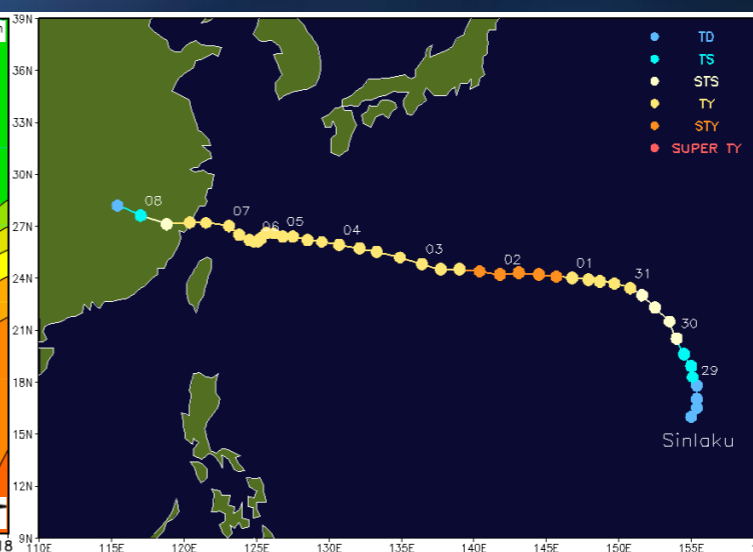 39N
36N
33N
30N
27N
24N
21N
18N
15N
12N
9N
110E 115E 120E 125E 130E 135E 140E 145E 150E 155E
TD
TS
STS
TY
STY
SUPER TY
08
07
06
05
04
03
02
01
31
30
29
Sinlaku
18